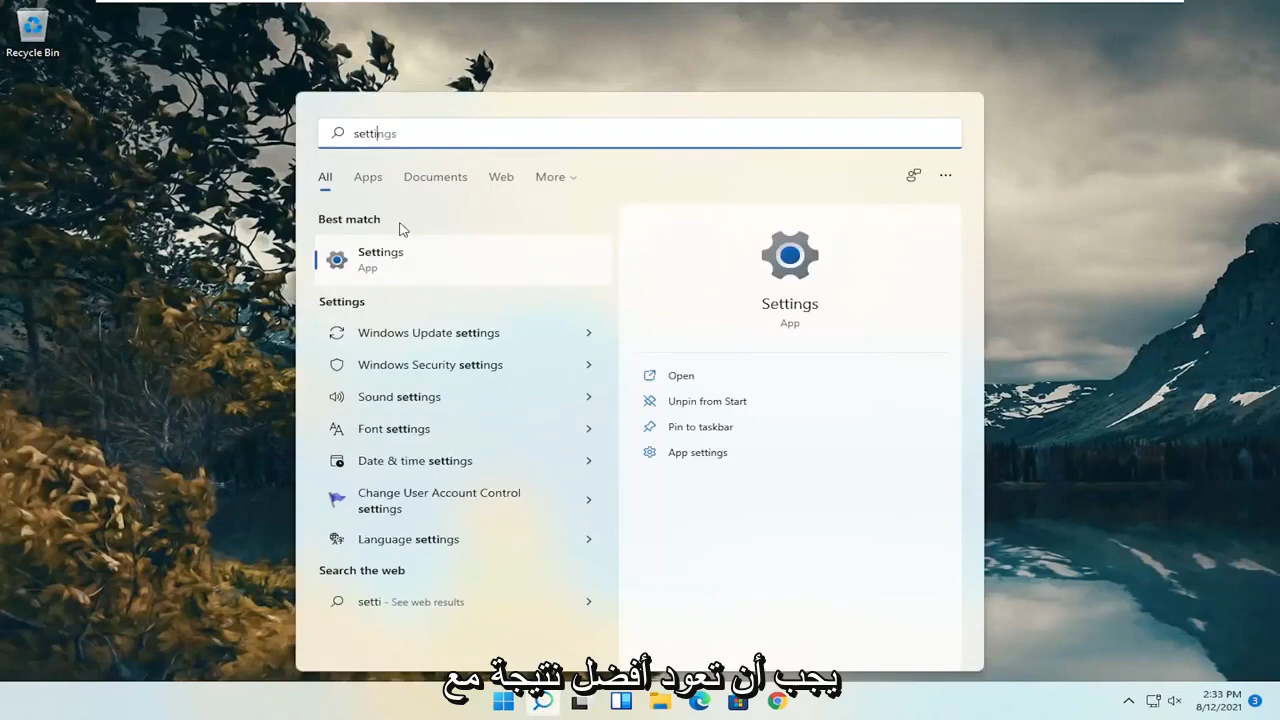 Recycle Bin
settings
All Apps Documents Web More
Best match
Settings
App
Settings
Windows Update settings
Windows Security settings
Sound settings
Font settings
Date & time settings
Change User Account Control
settings
Language settings
Search the web
setti - See web results
Settings
App
Open
Unpin from Start
Pin to taskbar
App settings
يجب أن تعود أفضل نتيجة مع
2:33 PM
8/12/2021
3